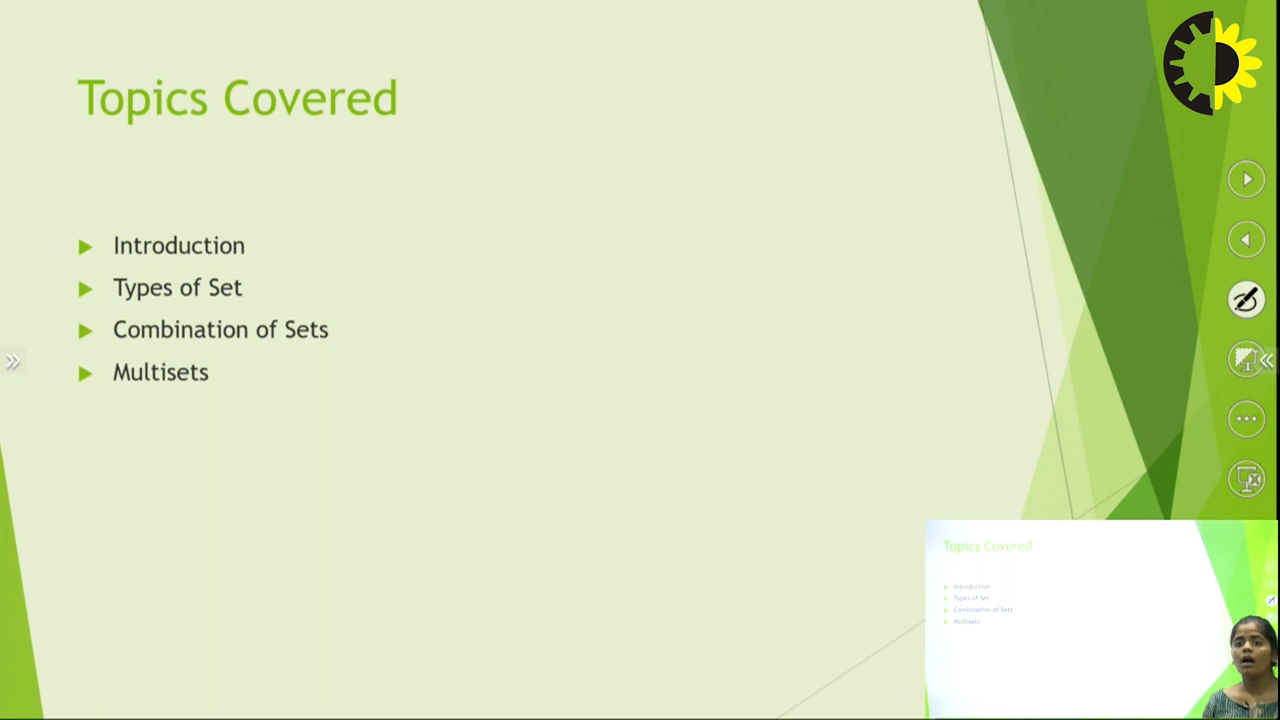 Topics Covered
Introduction
Types of Set
Combination of Sets
Multisets
Topics Covered
Introduction
Types of Set
Combination of Sets
Multisets